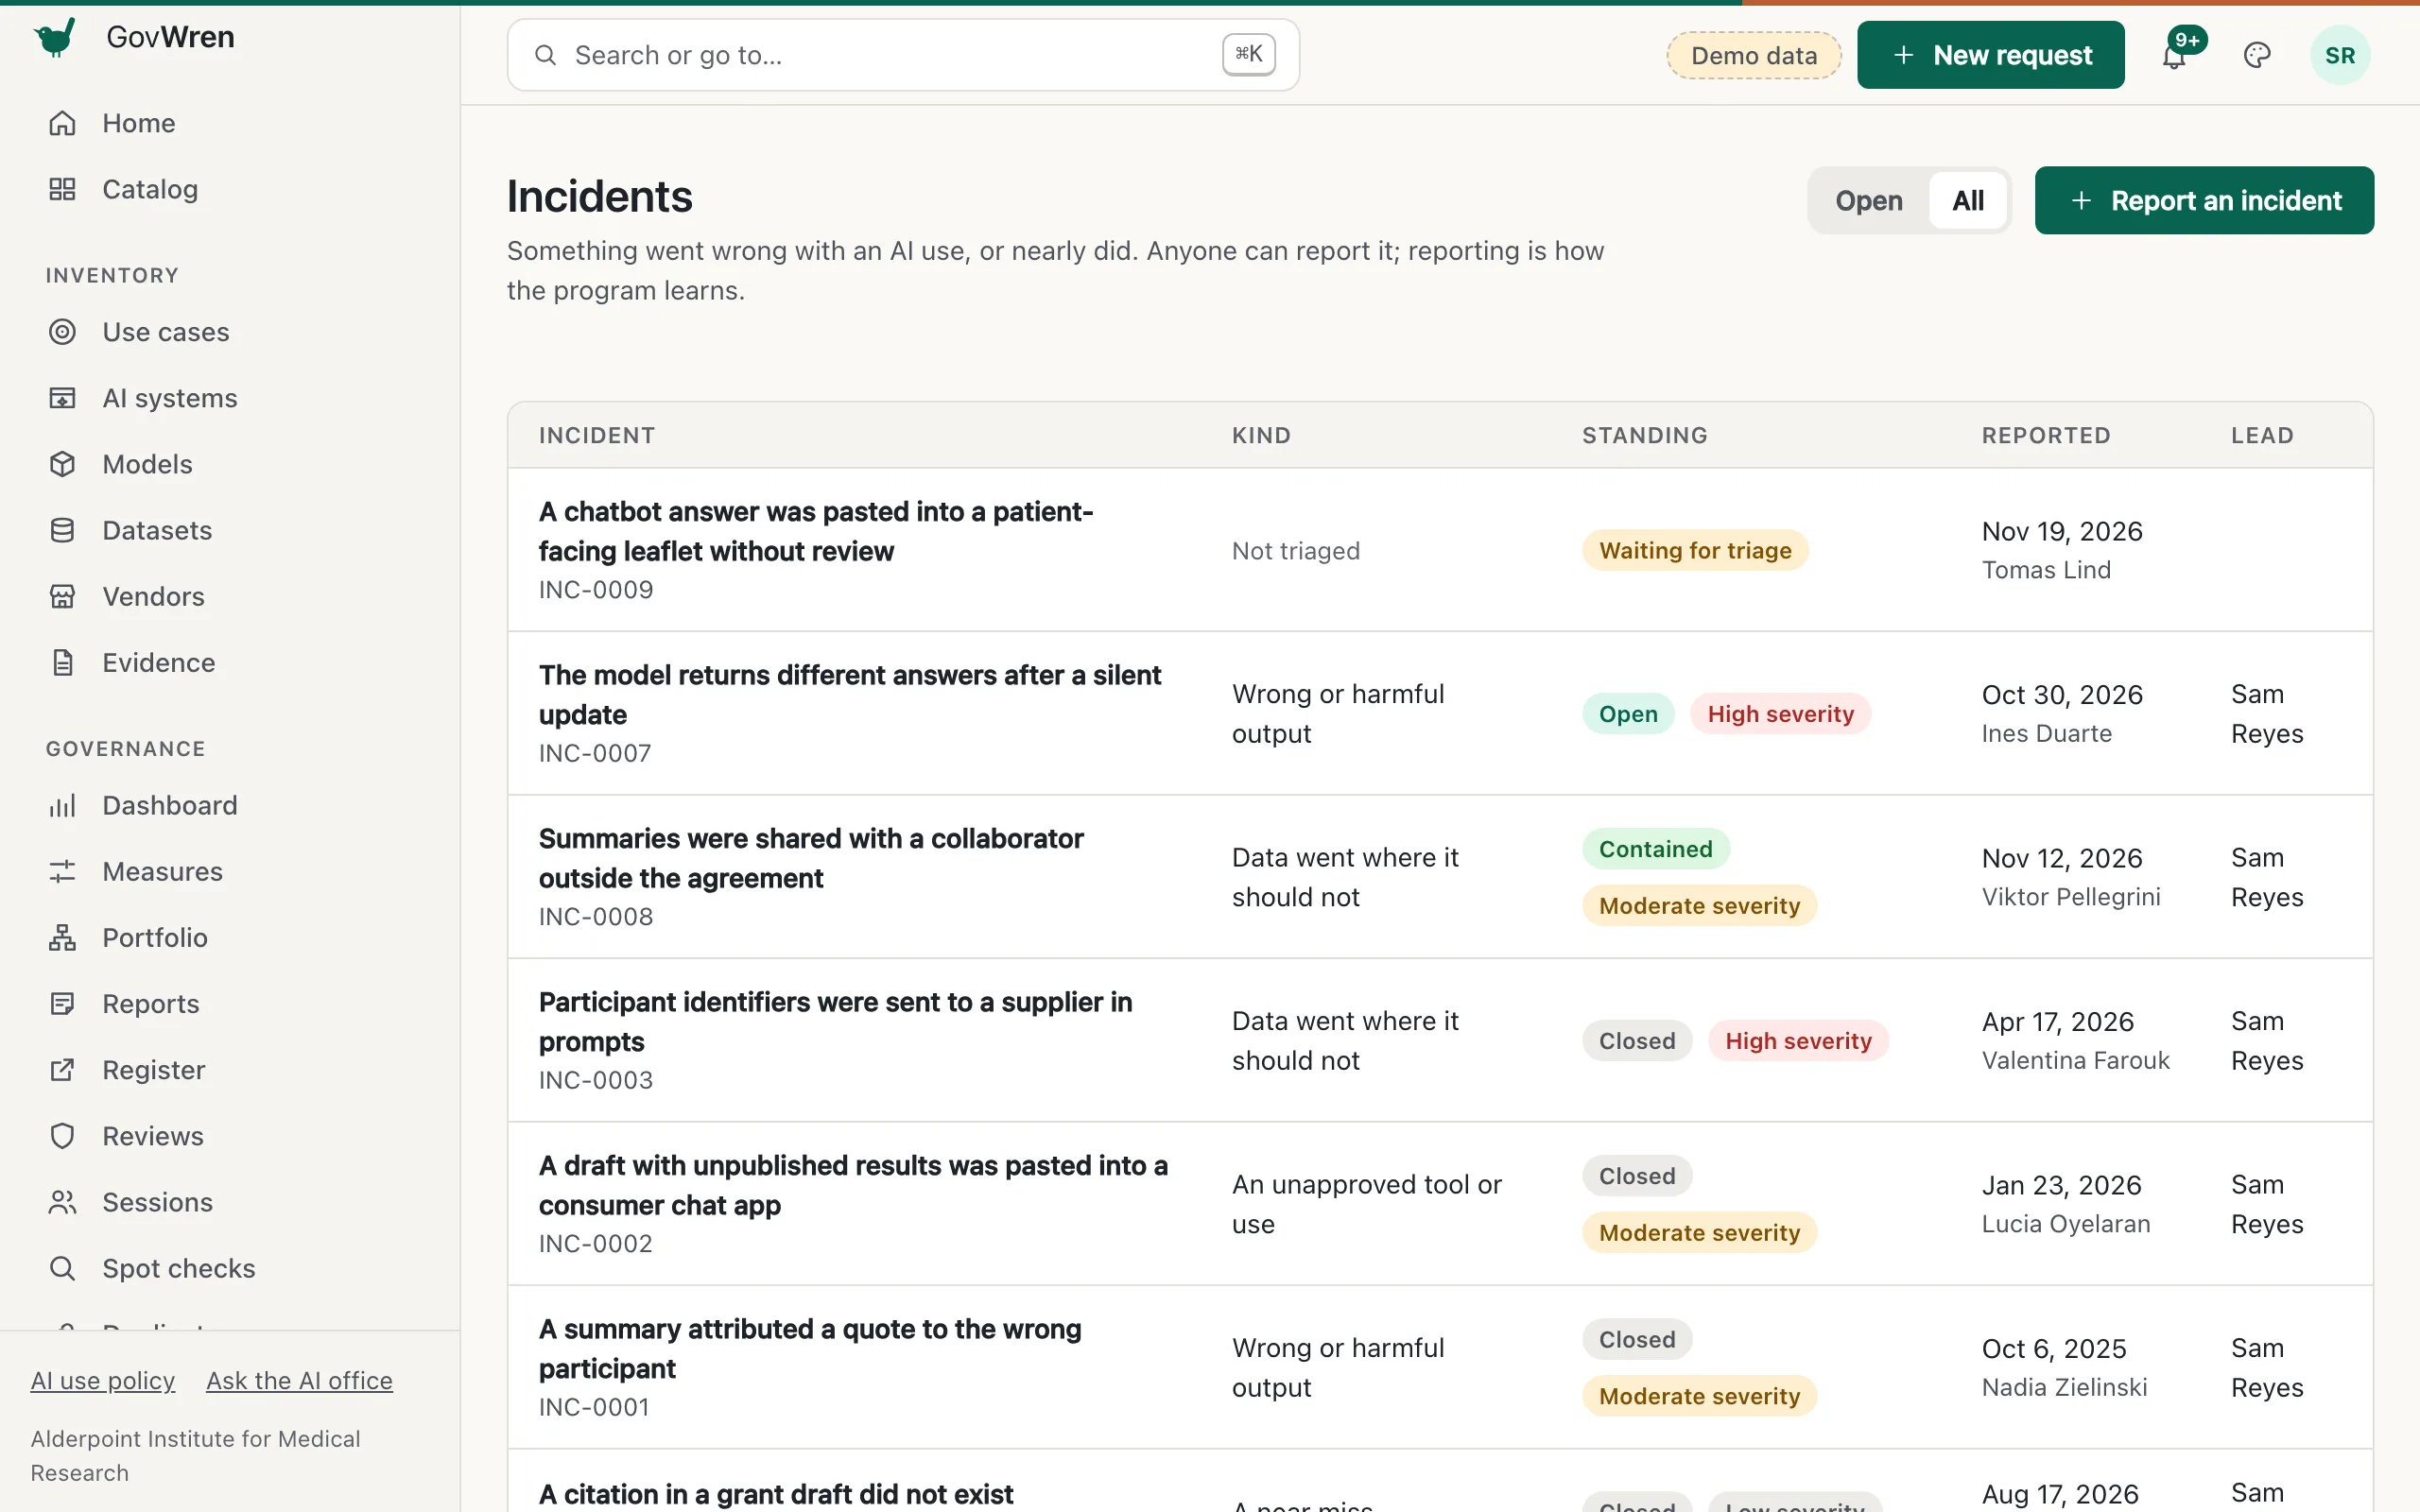 GovWren
Search or go to...
⌘K
Demo data
+ New request
9+
SR
Home
Catalog
INVENTORY
Use cases
AI systems
Models
Datasets
Vendors
Evidence
GOVERNANCE
Dashboard
Measures
Portfolio
Reports
Register
Reviews
Sessions
Spot checks
AI use policy
Ask the AI office
Alderpoint Institute for Medical
Research
Incidents
Something went wrong with an AI use, or nearly did. Anyone can report it; reporting is how
the program learns.
Open
All
+ Report an incident
INCIDENT
KIND
STANDING
REPORTED
LEAD
A chatbot answer was pasted into a patient-
facing leaflet without review
INC-0009
Not triaged
Waiting for triage
Nov 19, 2026
Tomas Lind
The model returns different answers after a silent
update
INC-0007
Wrong or harmful
output
Open
High severity
Oct 30, 2026
Ines Duarte
Sam
Reyes
Summaries were shared with a collaborator
outside the agreement
INC-0008
Data went where it
should not
Contained
Moderate severity
Nov 12, 2026
Viktor Pellegrini
Sam
Reyes
Participant identifiers were sent to a supplier in
prompts
INC-0003
Data went where it
should not
Closed
High severity
Apr 17, 2026
Valentina Farouk
Sam
Reyes
A draft with unpublished results was pasted into a
consumer chat app
INC-0002
An unapproved tool or
use
Closed
Moderate severity
Jan 23, 2026
Lucia Oyelaran
Sam
Reyes
A summary attributed a quote to the wrong
participant
INC-0001
Wrong or harmful
output
Closed
Moderate severity
Oct 6, 2025
Nadia Zielinski
Sam
Reyes
A citation in a grant draft did not exist
A near miss
Closed
Low severity
Aug 17, 2026
Sam